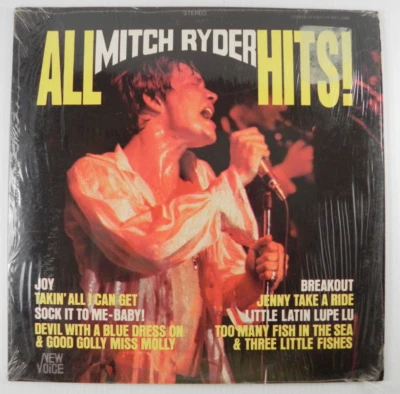 STEREO
MITCH RYDER
ALL HITS!
JOY
TAKIN' ALL I CAN GET
SOCK IT TO ME-BABY!
DEVIL WITH A BLUE DRESS ON
& GOOD GOLLY MISS MOLLY
BREAKOUT
JENNY TAKE A RIDE
LITTLE LATIN LUPE LU
TOO MANY FISH IN THE SEA
& THREE LITTLE FISHES
NEW
VOICE